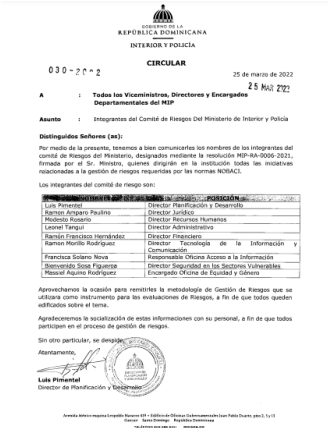 GOBIERNO DE LA
REPÚBLICA DOMINICANA
INTERIOR Y POLICÍA
CIRCULAR
030-2002
25 de marzo de 2022
25 MAR 2022
A : Todos los Viceministros, Directores y Encargados
Departamentales del MIP
Asunto : Integrantes del Comité de Riesgos Del Ministerio de Interior y Policía
Distinguidos Señores (as):
Por medio de la presente, tenemos a bien comunicarles los nombres de los integrantes del
comité de Riesgos del Ministerio, designados mediante la resolución MIP-RA-0006-2021,
firmada por el Sr. Ministro, quienes dirigirán en la institución todas las iniciativas
relacionadas a la gestión de riesgos requeridas por las normas NOBACI.
Los integrantes del comité de riesgo son:
POSICIÓN
Luis Pimentel Director Planificación y Desarrollo
Ramon Amparo Paulino Director Jurídico
Modesto Rosario Director Recursos Humanos
Leonel Tangui Director Administrativo
Ramón Francisco Hernández Director Financiero
Ramon Morillo Rodríguez Director Tecnología de la Información y
Comunicación
Francisca Solano Nova Responsable Oficina Acceso a la Información
Bienvenido Sosa Figueroa Director Seguridad en los Sectores Vulnerables
Massiel Aquino Rodríguez Encargado Oficina de Equidad y Género
Aprovechamos la ocasión para remitirles la metodología de Gestión de Riesgos que se
utilizara como instrumento para las evaluaciones de Riesgos, a fin de que todos queden
edificados sobre el tema.
Agradeceremos la socialización de estas informaciones con su personal, a fin de que todos
participen en el proceso de gestión de riesgos.
Sin otro particular, se despide,
Atentamente,
Luis Pimentel
Director de Planificación y Desarrollo